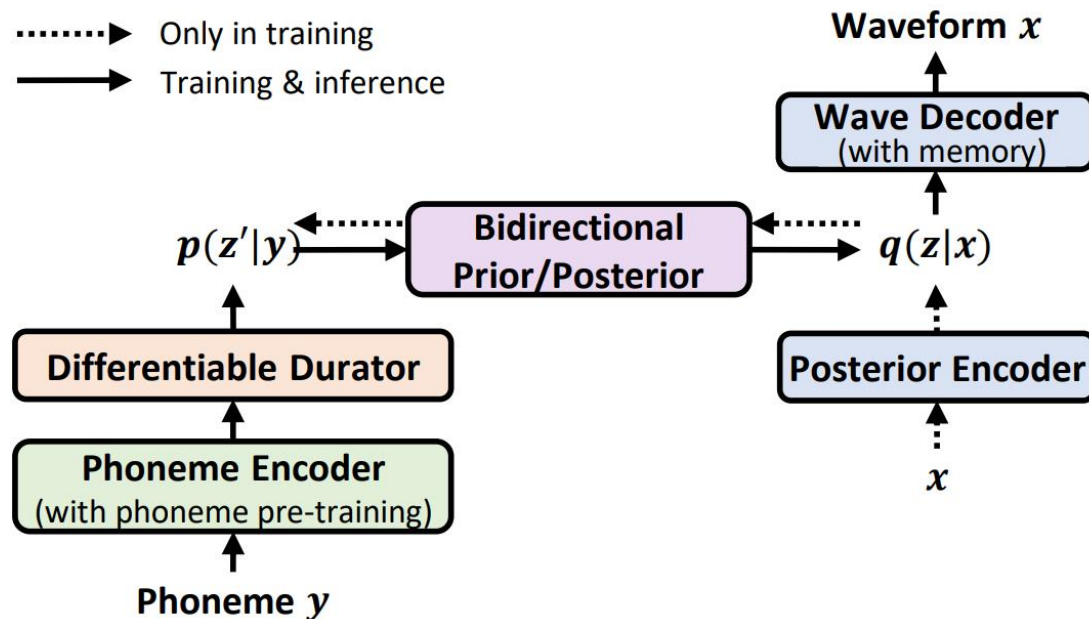 Only in training
Training & inference
Waveform x
Wave Decoder
(with memory)
p(z′|y)
Bidirectional
Prior/Posterior
q(z|x)
Differentiable Durator
Posterior Encoder
Phoneme Encoder
(with phoneme pre-training)
x
Phoneme y